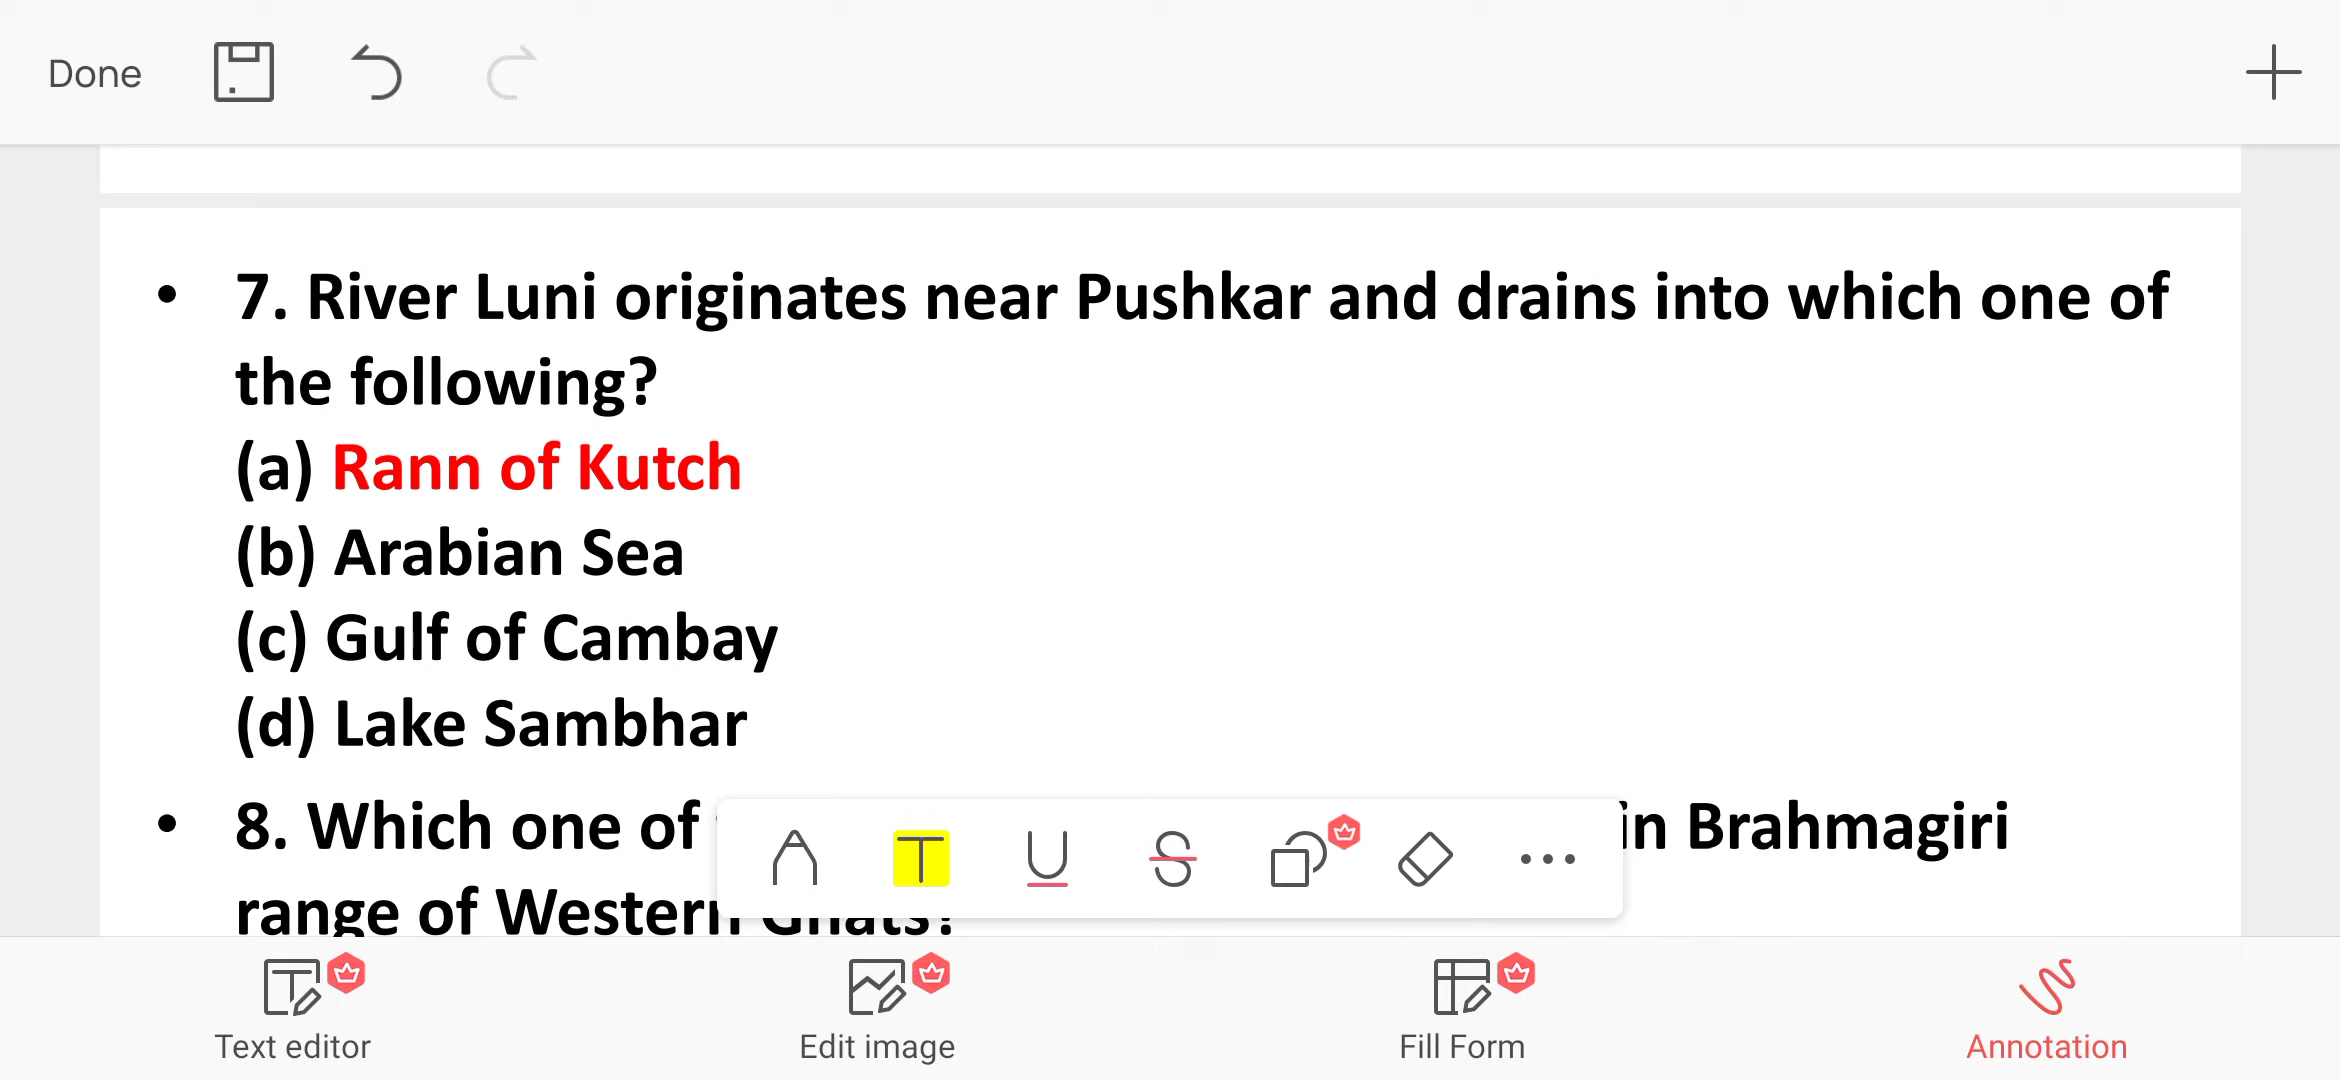 Done
• 7. River Luni originates near Pushkar and drains into which one of
the following?
(a) Rann of Kutch
(b) Arabian Sea
(c) Gulf of Cambay
(d) Lake Sambhar
• 8. Which one of in Brahmagiri
range of Western Ghats?
Text editor
Edit image
Fill Form
Annotation